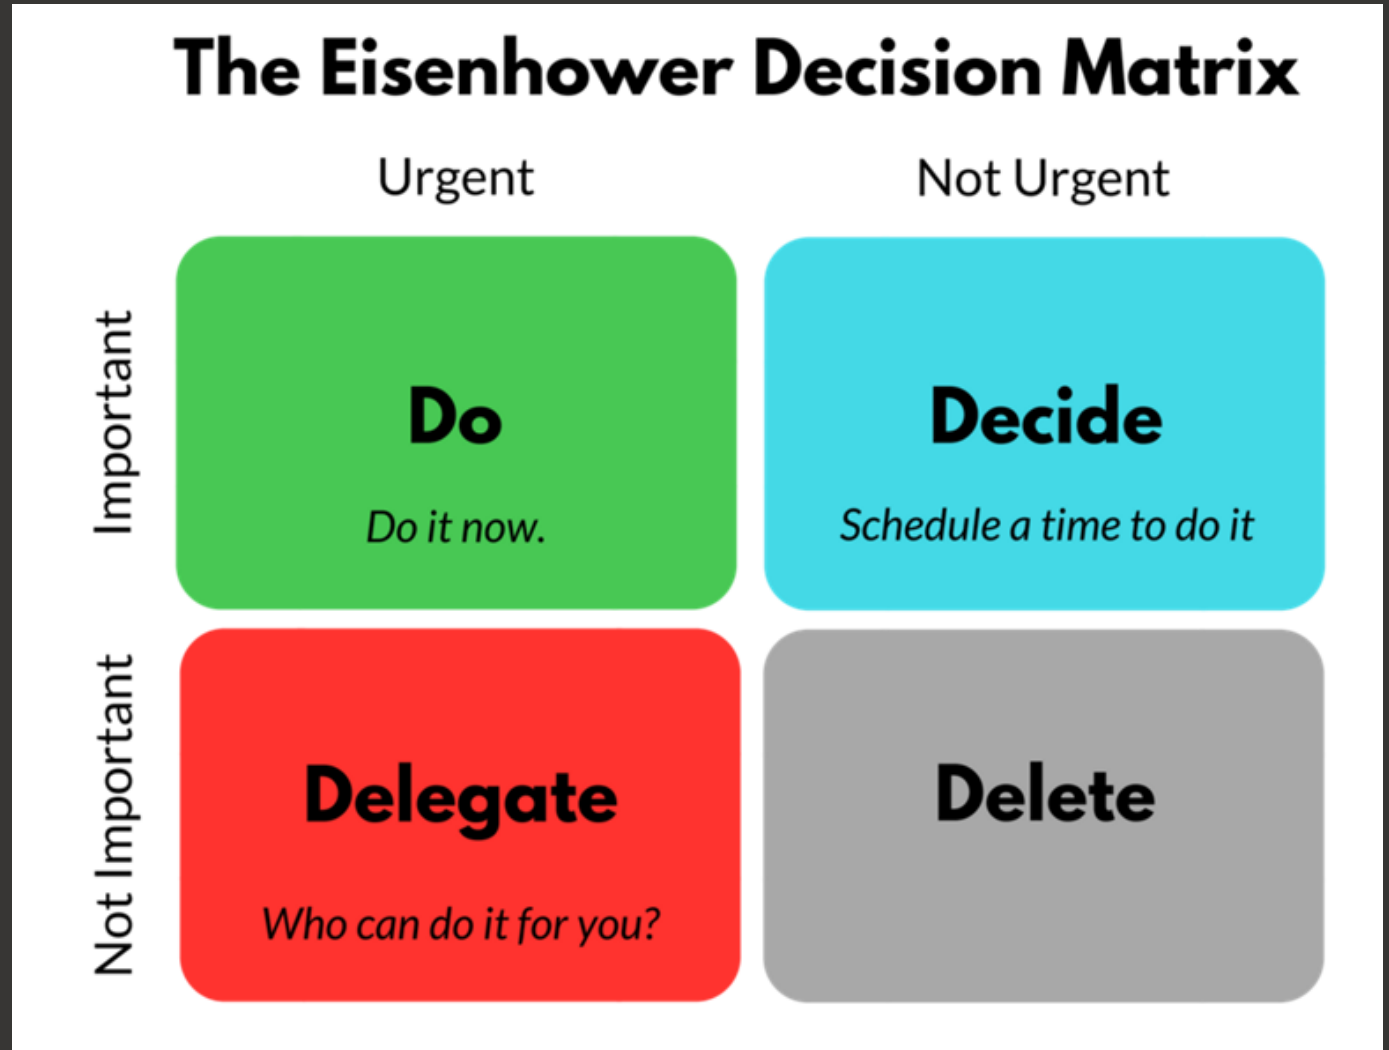 The Eisenhower Decision Matrix
Urgent
Not Urgent
Important
Do
Do it now.
Decide
Schedule a time to do it
Not Important
Delegate
Who can do it for you?
Delete